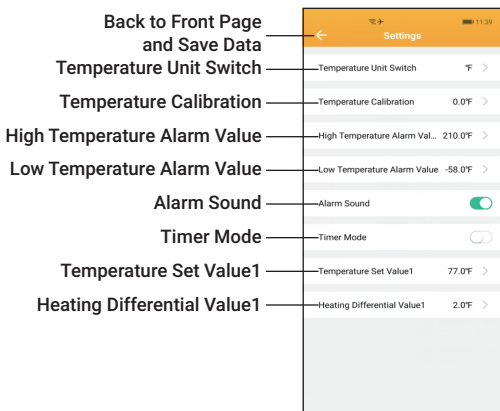 Back to Front Page
and Save Data
Temperature Unit Switch
Temperature Calibration
High Temperature Alarm Value
Low Temperature Alarm Value
Alarm Sound
Timer Mode
Temperature Set Value1
Heating Differential Value1
11:39
Settings
Temperature Unit Switch °F
Temperature Calibration 0.0°F
High Temperature Alarm Val... 210.0°F
Low Temperature Alarm Value -58.0°F
Alarm Sound
Timer Mode
Temperature Set Value1 77.0°F
Heating Differential Value1 2.0°F